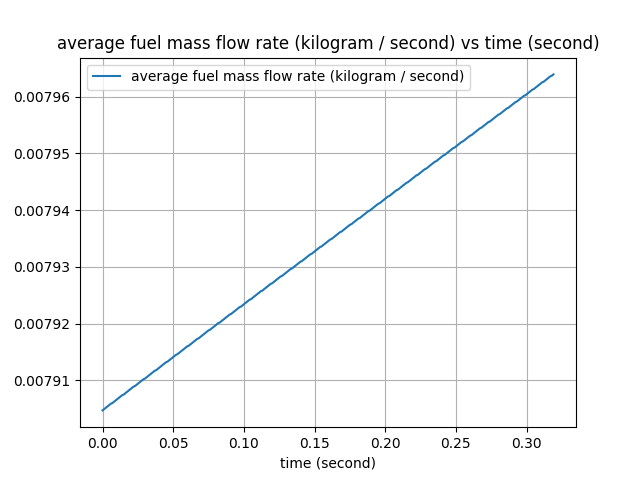 average fuel mass flow rate (kilogram / second) vs time (second)
average fuel mass flow rate (kilogram / second)
0.00796
0.00795
0.00794
0.00793
0.00792
0.00791
0.00 0.05 0.10 0.15 0.20 0.25 0.30
time (second)